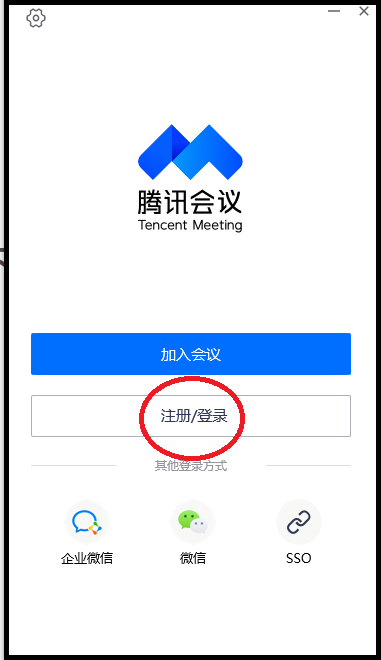 腾讯会议
Tencent Meeting
加入会议
注册/登录
其他登录方式
企业微信
微信
SSO